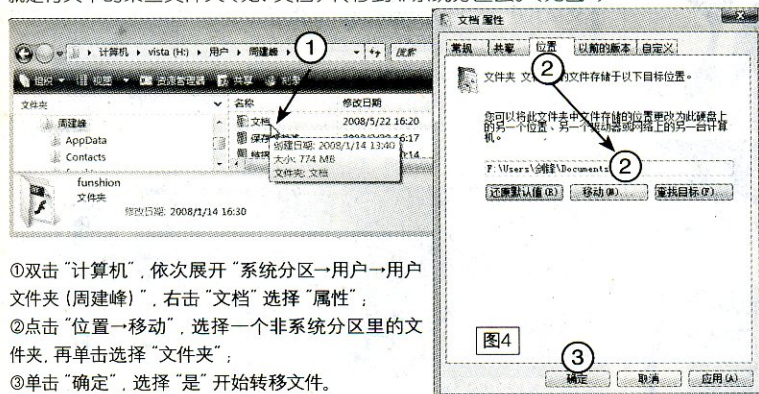 文档 属性
计算机 ▸ vista (H:) ▸ 用户 ▸ 周建峰 ▸
搜索
①
组织 视图 资源管理器 共享 刻录
文件夹
名称 修改日期
周建峰
AppData
Contacts
文档 2008/5/22 16:20
创建日期: 2008/1/14 13:40
大小: 774 MB
文件夹: 文档
funshion
文件夹
修改日期: 2008/1/14 16:30
①双击“计算机”，依次展开“系统分区→用户→用户
文件夹（周建峰）”，右击“文档”选择“属性”；
②点击“位置→移动”，选择一个非系统分区里的文
件夹，再单击选择“文件夹”；
③单击“确定”，选择“是”开始转移文件。
常规 共享 位置 以前的版本 自定义
②
文件夹 的文件存储于以下目标位置。
您可以将此文件夹中文件存储的位置更改为此硬盘上
的另一个位置、另一个驱动器或网络上的另一台计算
机。
②
F:\Users\剑锋\Documents
还原默认值(R) 移动(M)... 查找目标(F)...
图4
③
确定 取消 应用(A)